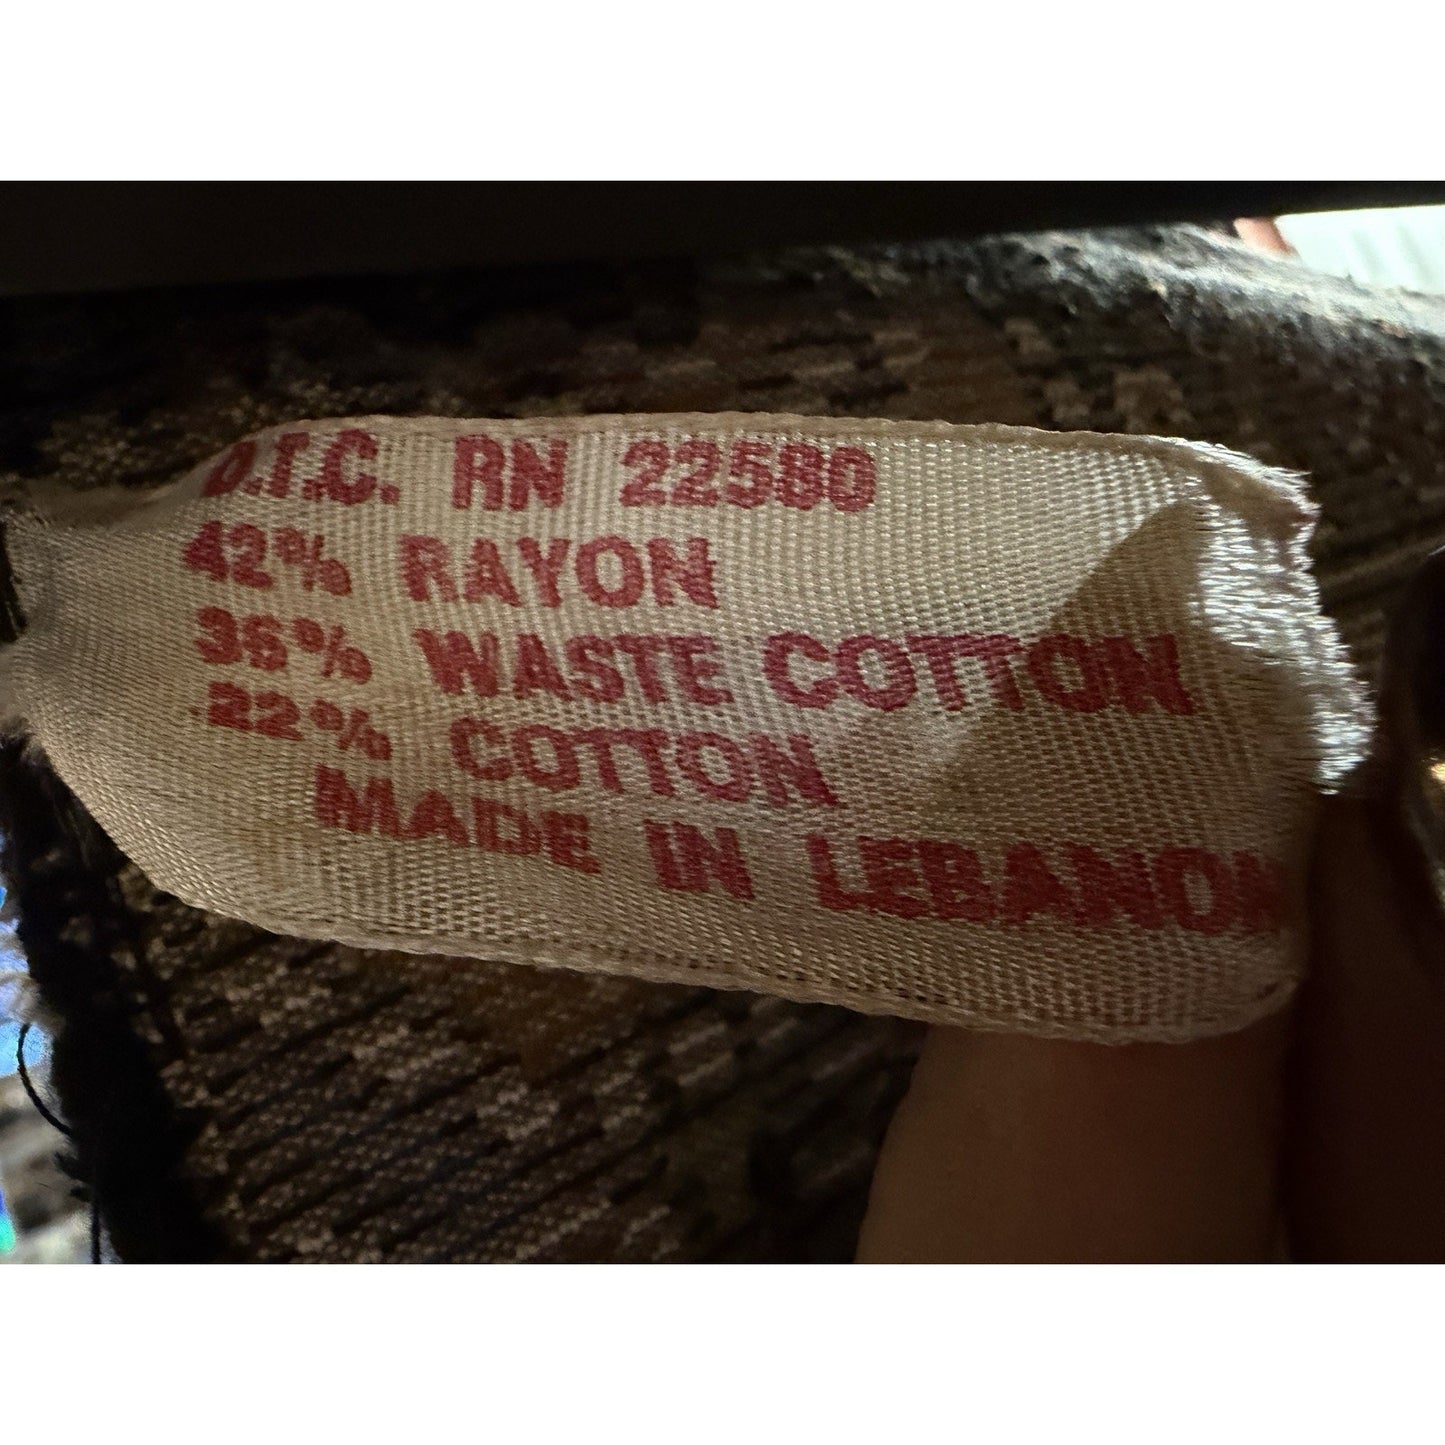 D.T.C. RN 22580
42% RAYON
36% WASTE COTTON
22% COTTON
MADE IN LEBANON